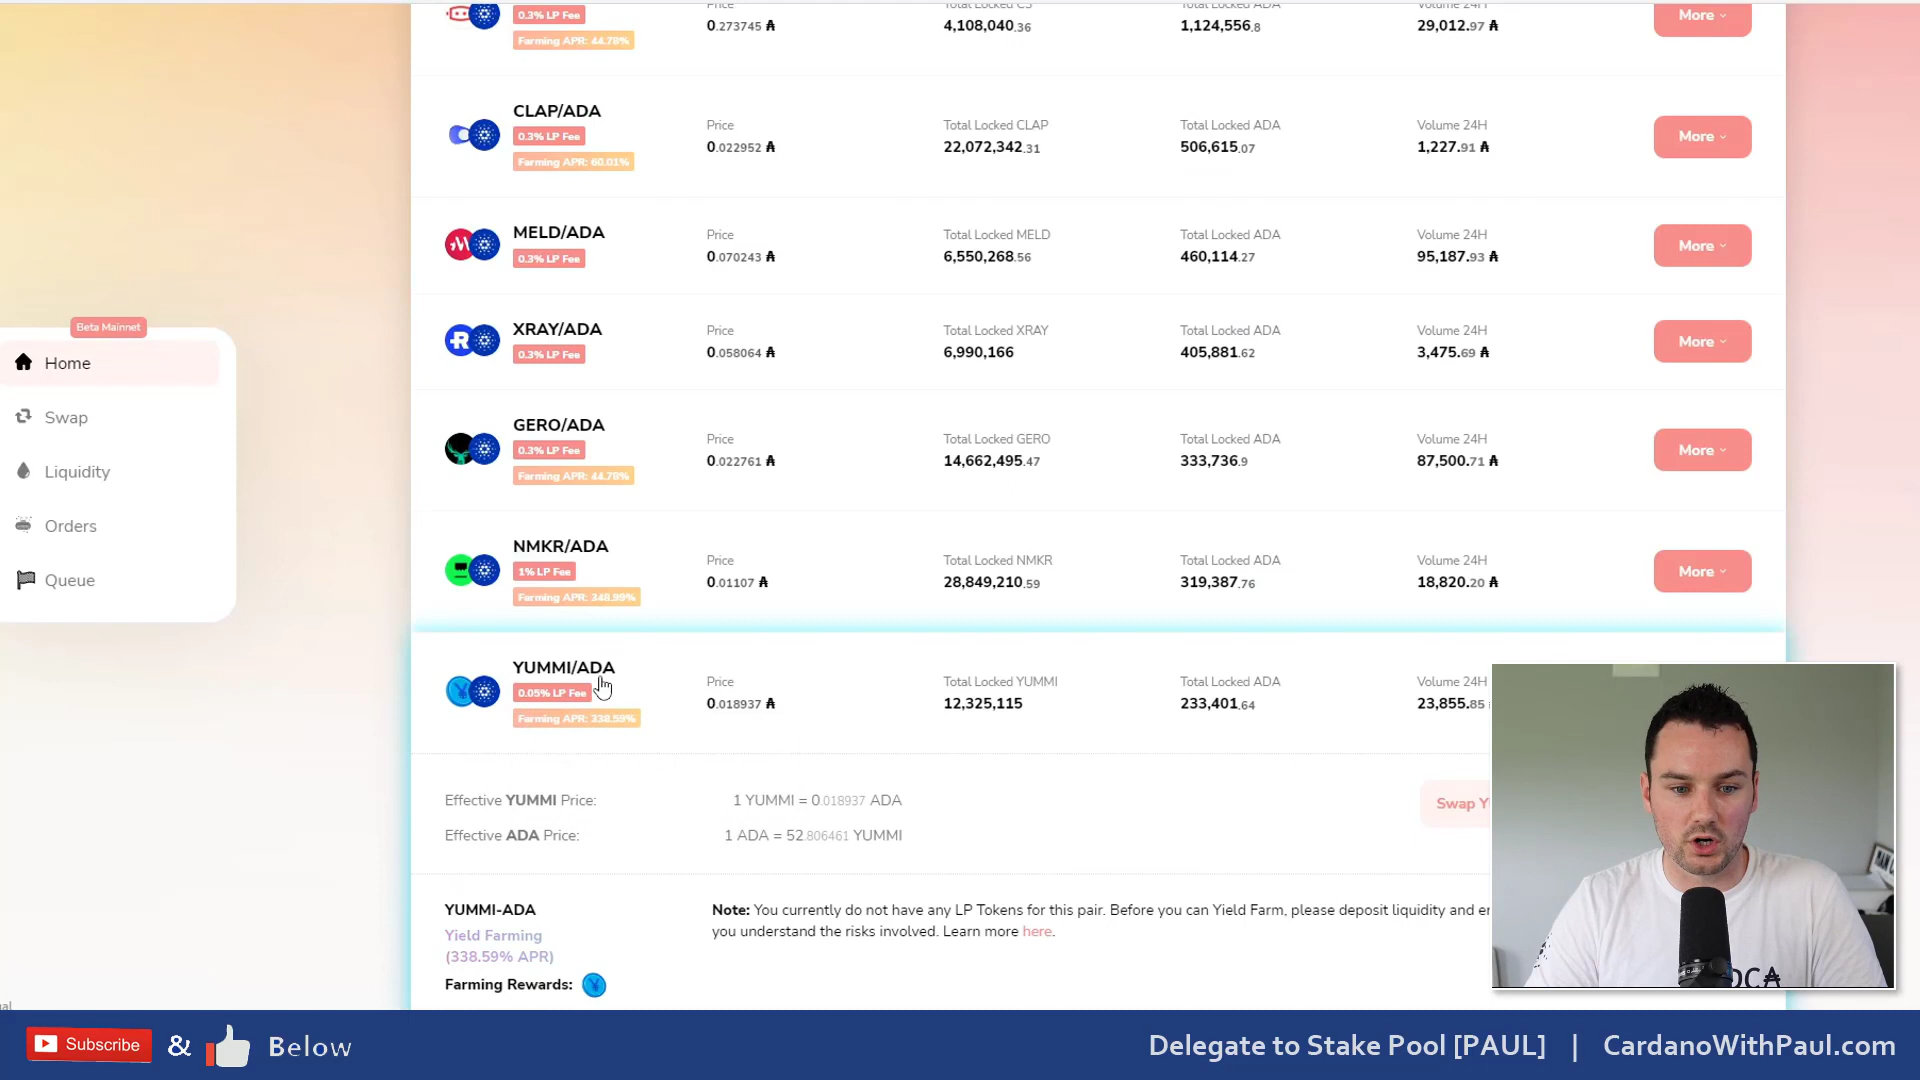 0.3% LP Fee
Farming APR: 44.78%
0.273745 ₳
Total Locked C3
4,108,040.36
Total Locked ADA
1,124,556.8
Volume 24H
29,012.97 ₳
More
CLAP/ADA
0.3% LP Fee
Farming APR: 60.01%
Price
0.022952 ₳
Total Locked CLAP
22,072,342.31
Total Locked ADA
506,615.07
Volume 24H
1,227.91 ₳
More
MELD/ADA
0.3% LP Fee
Price
0.070243 ₳
Total Locked MELD
6,550,268.56
Total Locked ADA
460,114.27
Volume 24H
95,187.93 ₳
More
XRAY/ADA
0.3% LP Fee
Price
0.058064 ₳
Total Locked XRAY
6,990,166
Total Locked ADA
405,881.62
Volume 24H
3,475.69 ₳
More
Beta Mainnet
Home
Swap
Liquidity
Orders
Queue
GERO/ADA
0.3% LP Fee
Farming APR: 44.78%
Price
0.022761 ₳
Total Locked GERO
14,662,495.47
Total Locked ADA
333,736.9
Volume 24H
87,500.71 ₳
More
NMKR/ADA
1% LP Fee
Farming APR: 348.99%
Price
0.01107 ₳
Total Locked NMKR
28,849,210.59
Total Locked ADA
319,387.76
Volume 24H
18,820.20 ₳
More
YUMMI/ADA
0.05% LP Fee
Farming APR: 338.59%
Price
0.018937 ₳
Total Locked YUMMI
12,325,115
Total Locked ADA
233,401.64
Volume 24H
23,855.85
Effective YUMMI Price:
1 YUMMI = 0.018937 ADA
Effective ADA Price:
1 ADA = 52.806461 YUMMI
Swap Y
YUMMI-ADA
Yield Farming
(338.59% APR)
Farming Rewards:
Note: You currently do not have any LP Tokens for this pair. Before you can Yield Farm, please deposit liquidity and
you understand the risks involved. Learn more here.
Subscribe & Below
Delegate to Stake Pool [PAUL] | CardanoWithPaul.com